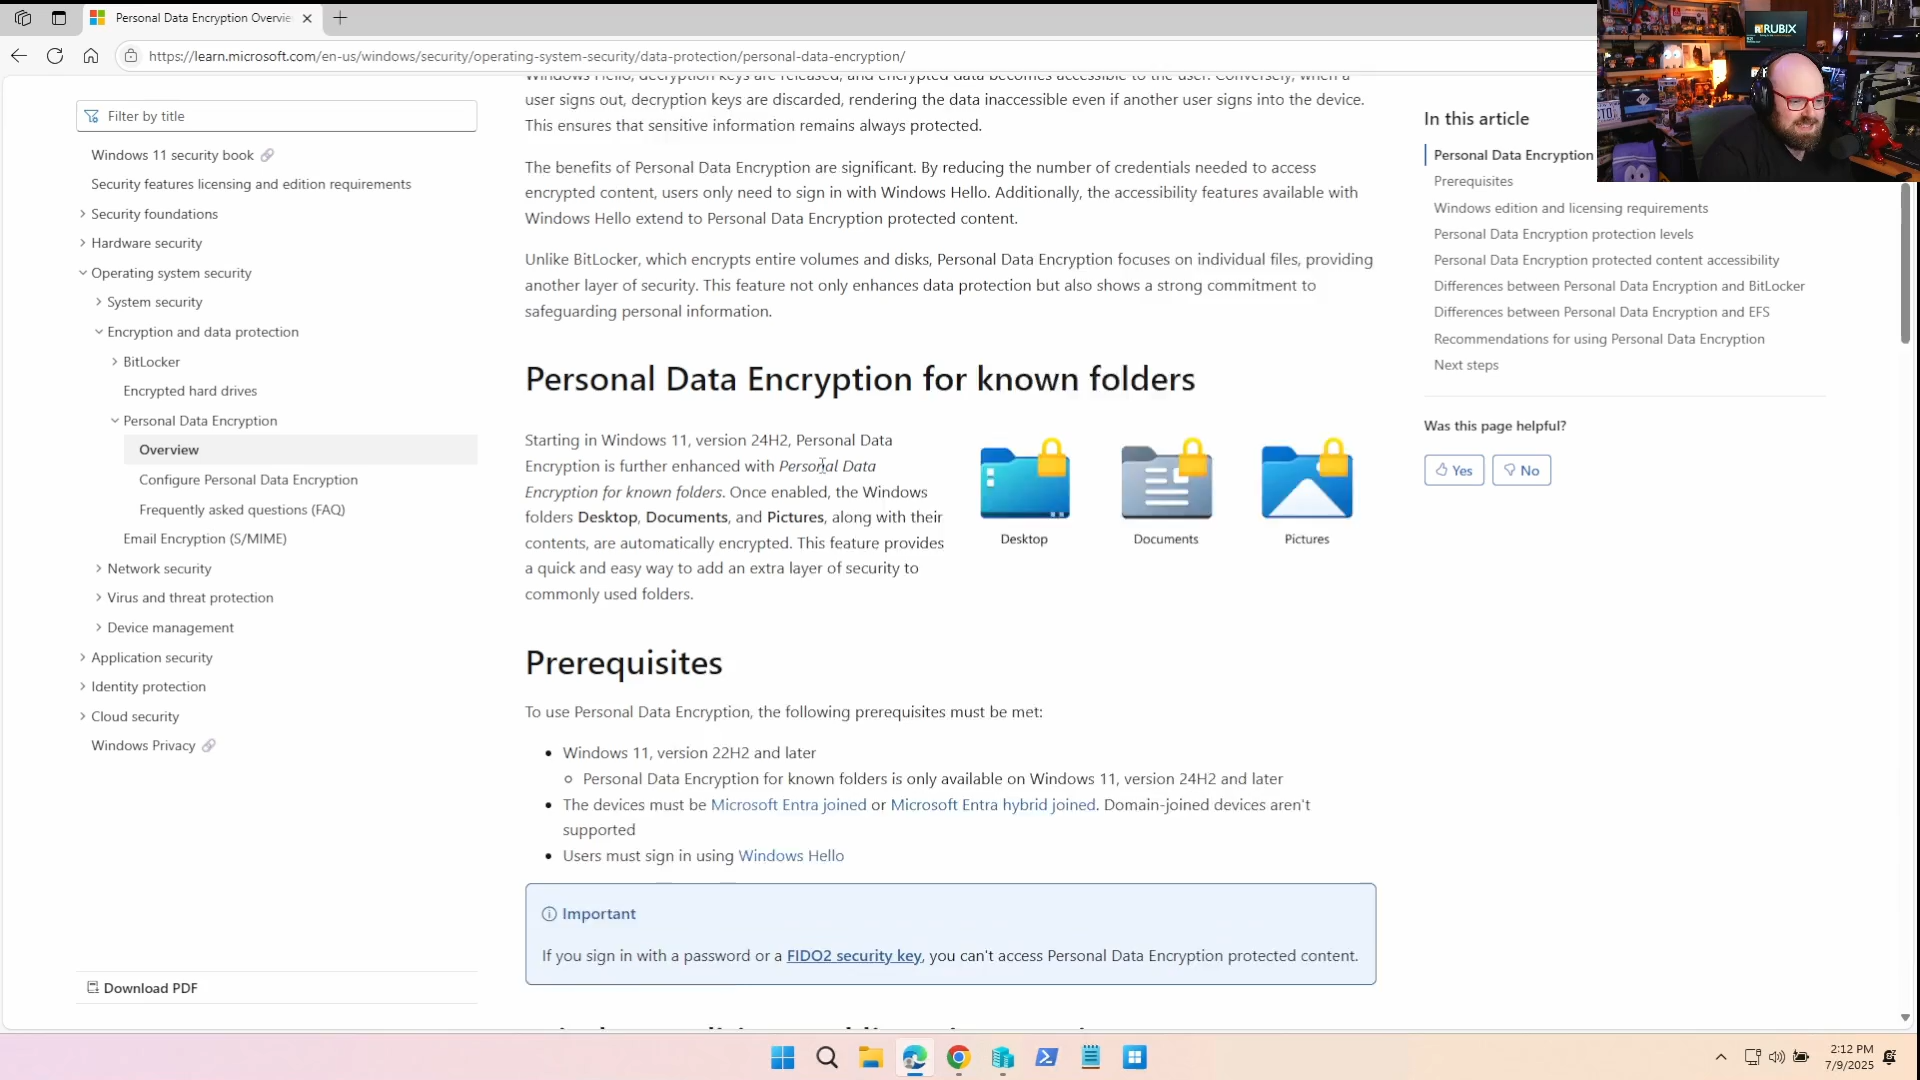 Personal Data Encryption Overvie
https://learn.microsoft.com/en-us/windows/security/operating-system-security/data-protection/personal-data-encryption/
RUBIX
Filter by title
Windows 11 security book
Security features licensing and edition requirements
Security foundations
Hardware security
Operating system security
System security
Encryption and data protection
BitLocker
Encrypted hard drives
Personal Data Encryption
Overview
Configure Personal Data Encryption
Frequently asked questions (FAQ)
Email Encryption (S/MIME)
Network security
Virus and threat protection
Device management
Application security
Identity protection
Cloud security
Windows Privacy
Download PDF
Windows Hello, decryption keys are released, and encrypted data becomes accessible to the user. Conversely, when a
user signs out, decryption keys are discarded, rendering the data inaccessible even if another user signs into the device.
This ensures that sensitive information remains always protected.
The benefits of Personal Data Encryption are significant. By reducing the number of credentials needed to access
encrypted content, users only need to sign in with Windows Hello. Additionally, the accessibility features available with
Windows Hello extend to Personal Data Encryption protected content.
Unlike BitLocker, which encrypts entire volumes and disks, Personal Data Encryption focuses on individual files, providing
another layer of security. This feature not only enhances data protection but also shows a strong commitment to
safeguarding personal information.
Personal Data Encryption for known folders
Starting in Windows 11, version 24H2, Personal Data
Encryption is further enhanced with Personal Data
Encryption for known folders. Once enabled, the Windows
folders Desktop, Documents, and Pictures, along with their
contents, are automatically encrypted. This feature provides
a quick and easy way to add an extra layer of security to
commonly used folders.
Desktop
Documents
Pictures
Prerequisites
To use Personal Data Encryption, the following prerequisites must be met:
Windows 11, version 22H2 and later
Personal Data Encryption for known folders is only available on Windows 11, version 24H2 and later
The devices must be Microsoft Entra joined or Microsoft Entra hybrid joined. Domain-joined devices aren't
supported
Users must sign in using Windows Hello
Important
If you sign in with a password or a FIDO2 security key, you can't access Personal Data Encryption protected content.
In this article
Personal Data Encryption
Prerequisites
Windows edition and licensing requirements
Personal Data Encryption protection levels
Personal Data Encryption protected content accessibility
Differences between Personal Data Encryption and BitLocker
Differences between Personal Data Encryption and EFS
Recommendations for using Personal Data Encryption
Next steps
Was this page helpful?
Yes
No
2:12 PM
7/9/2025